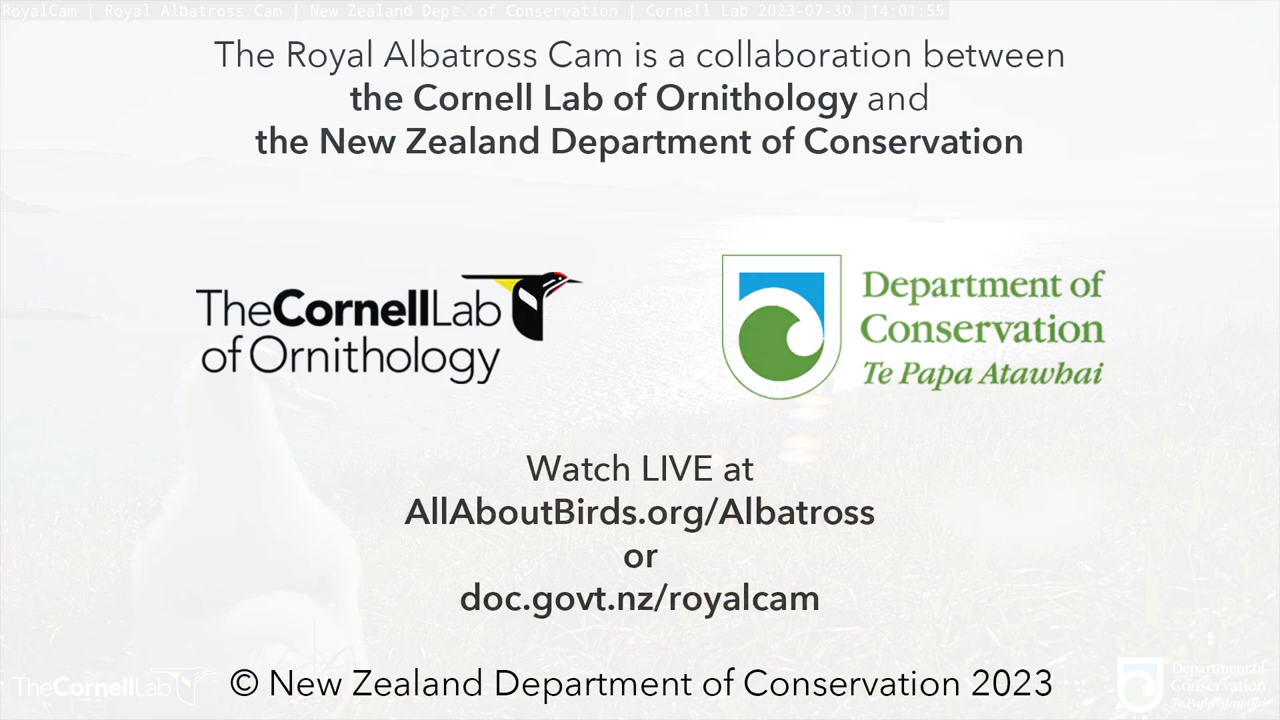 RoyalCam | Royal Albatross Cam | New Zealand Dept. of Conservation | Cornell Lab 2023-07-30 |14:01:55
The Royal Albatross Cam is a collaboration between
the Cornell Lab of Ornithology and
the New Zealand Department of Conservation
TheCornellLab
of Ornithology
Department of
Conservation
Te Papa Atawhai
Watch LIVE at
AllAboutBirds.org/Albatross
or
doc.govt.nz/royalcam
© New Zealand Department of Conservation 2023
TheCornellLab
Department of
Conservation
Te Papa Atawhai